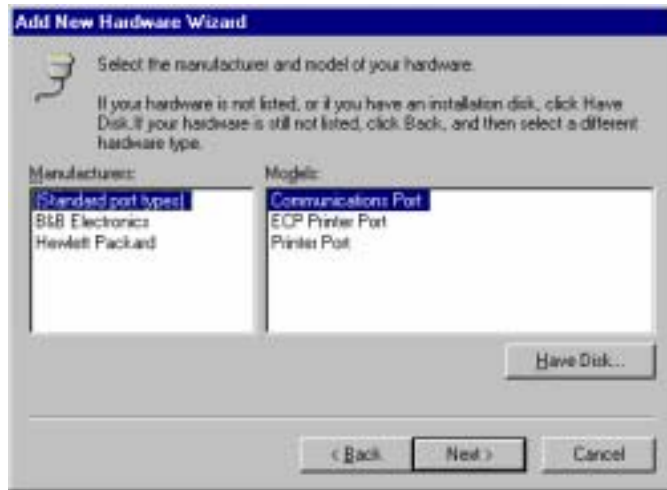 Add New Hardware Wizard
Select the manufacturer and model of your hardware.
If your hardware is not listed, or if you have an installation disk, click Have
Disk.If your hardware is still not listed, click Back, and then select a different
hardware type.
Manufacturers: Models:
(Standard port types) Communications Port
B&B Electronics ECP Printer Port
Hewlett Packard Printer Port
Have Disk...
< Back Next > Cancel